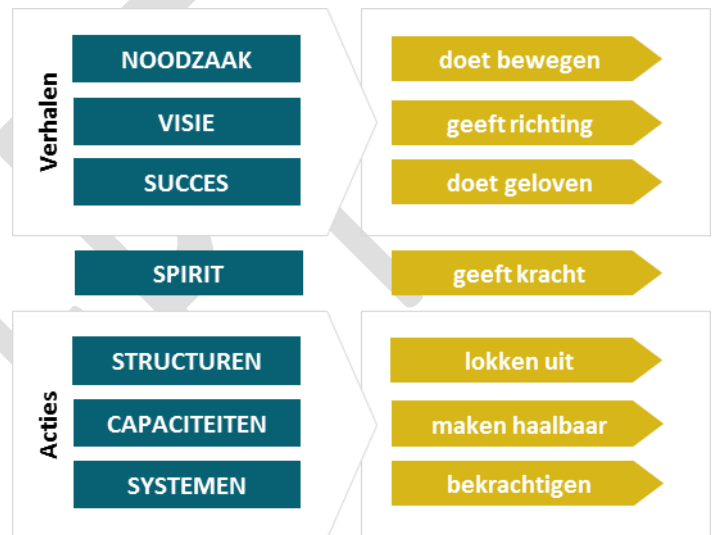 Verhalen
NOODZAAK doet bewegen
VISIE geeft richting
SUCCES doet geloven
SPIRIT geeft kracht
Acties
STRUCTUREN lokken uit
CAPACITEITEN maken haalbaar
SYSTEMEN bekrachtigen